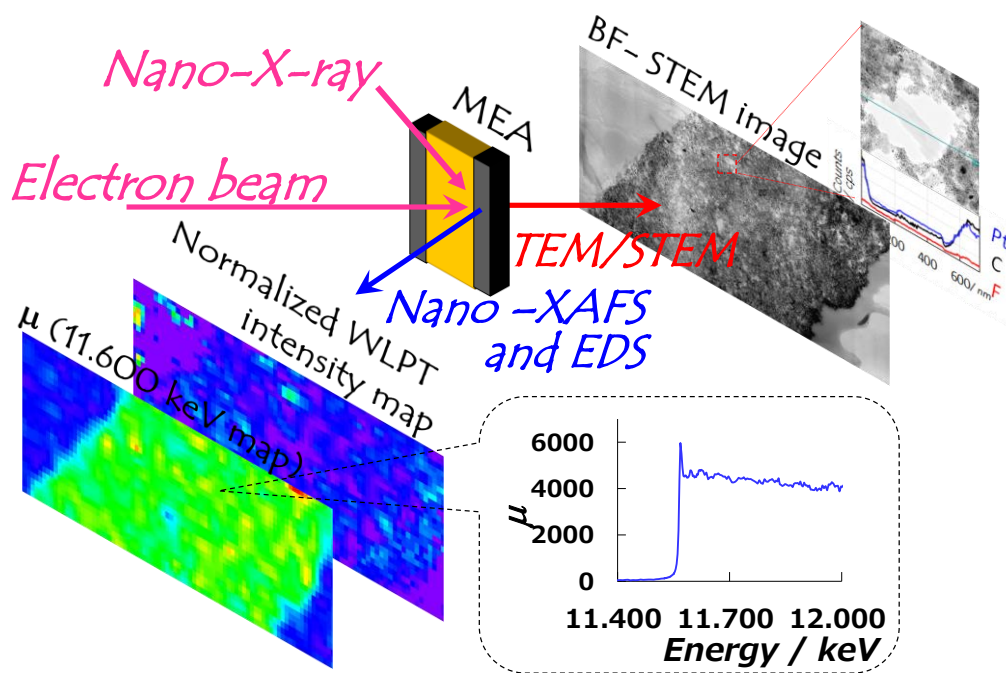 Nano-X-ray
MEA
BF- STEM image
Electron beam
TEM/STEM
Nano -XAFS
and EDS
Counts
/ cps
Pt
C
F
200
400
600/ nm
Normalized WLPT
intensity map
μ (11.600 keV map)
6000
4000
2000
0
μ
11.400 11.700 12.000
Energy / keV